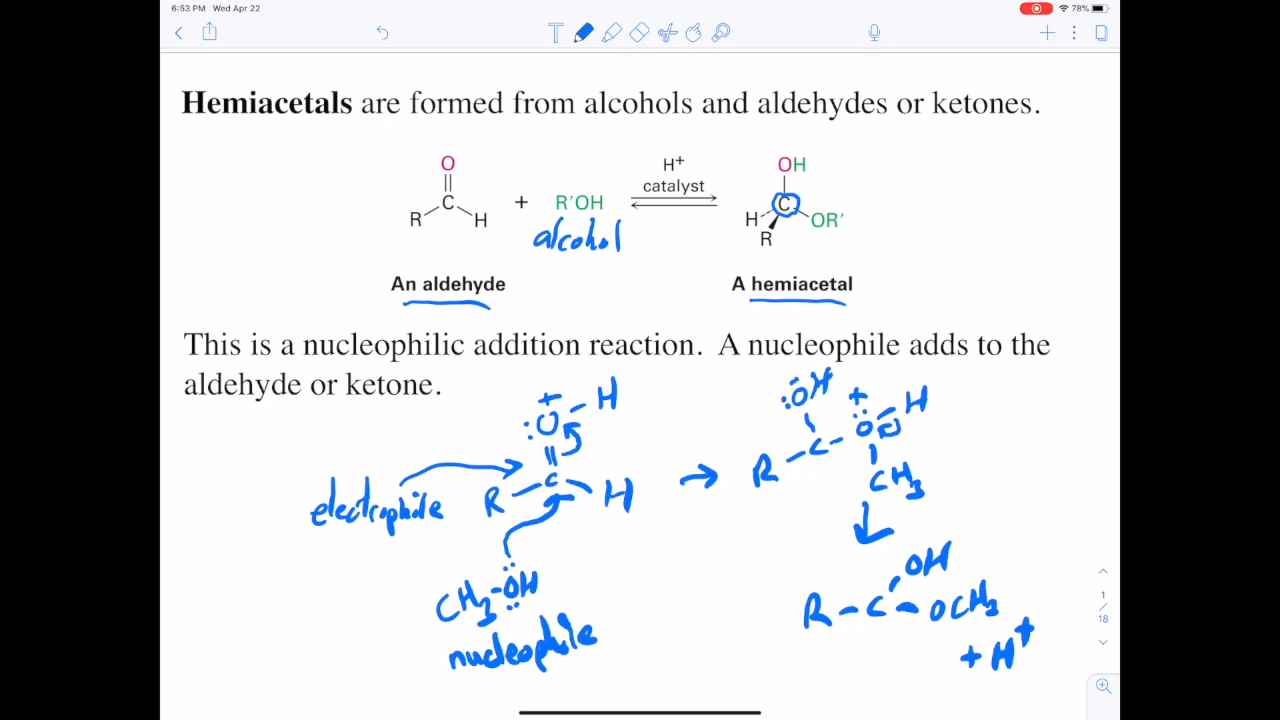 6:53 PM Wed Apr 22
78%
T
Hemiacetals are formed from alcohols and aldehydes or ketones.
O
C
R
H
+
R′OH
alcohol
H+
catalyst
OH
C
H
R
OR′
An aldehyde
A hemiacetal
This is a nucleophilic addition reaction. A nucleophile adds to the
aldehyde or ketone.
+
:O-H
C
R
H
electrophile
CH3-OH
nucleophile
:OH
+
O H
R-C-
CH3
OH
R-C-OCH3
+ H+
1
/
18